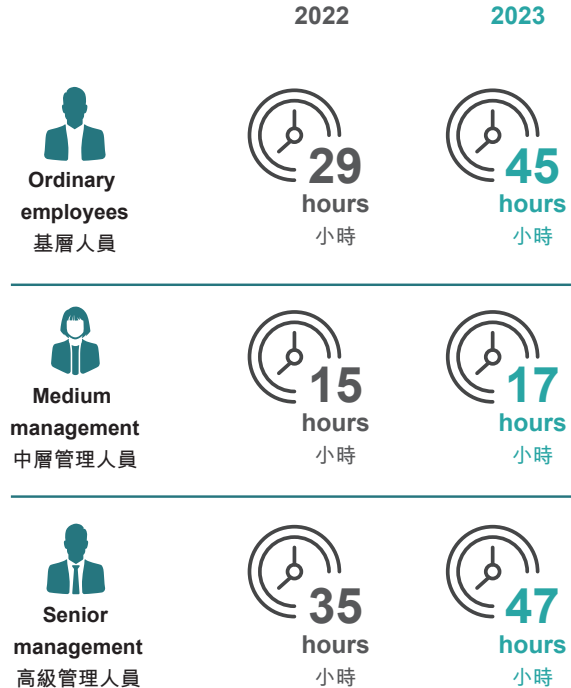 2022 2023
Ordinary
employees
基層人員
29
hours
小時
45
hours
小時
Medium
management
中層管理人員
15
hours
小時
17
hours
小時
Senior
management
高級管理人員
35
hours
小時
47
hours
小時